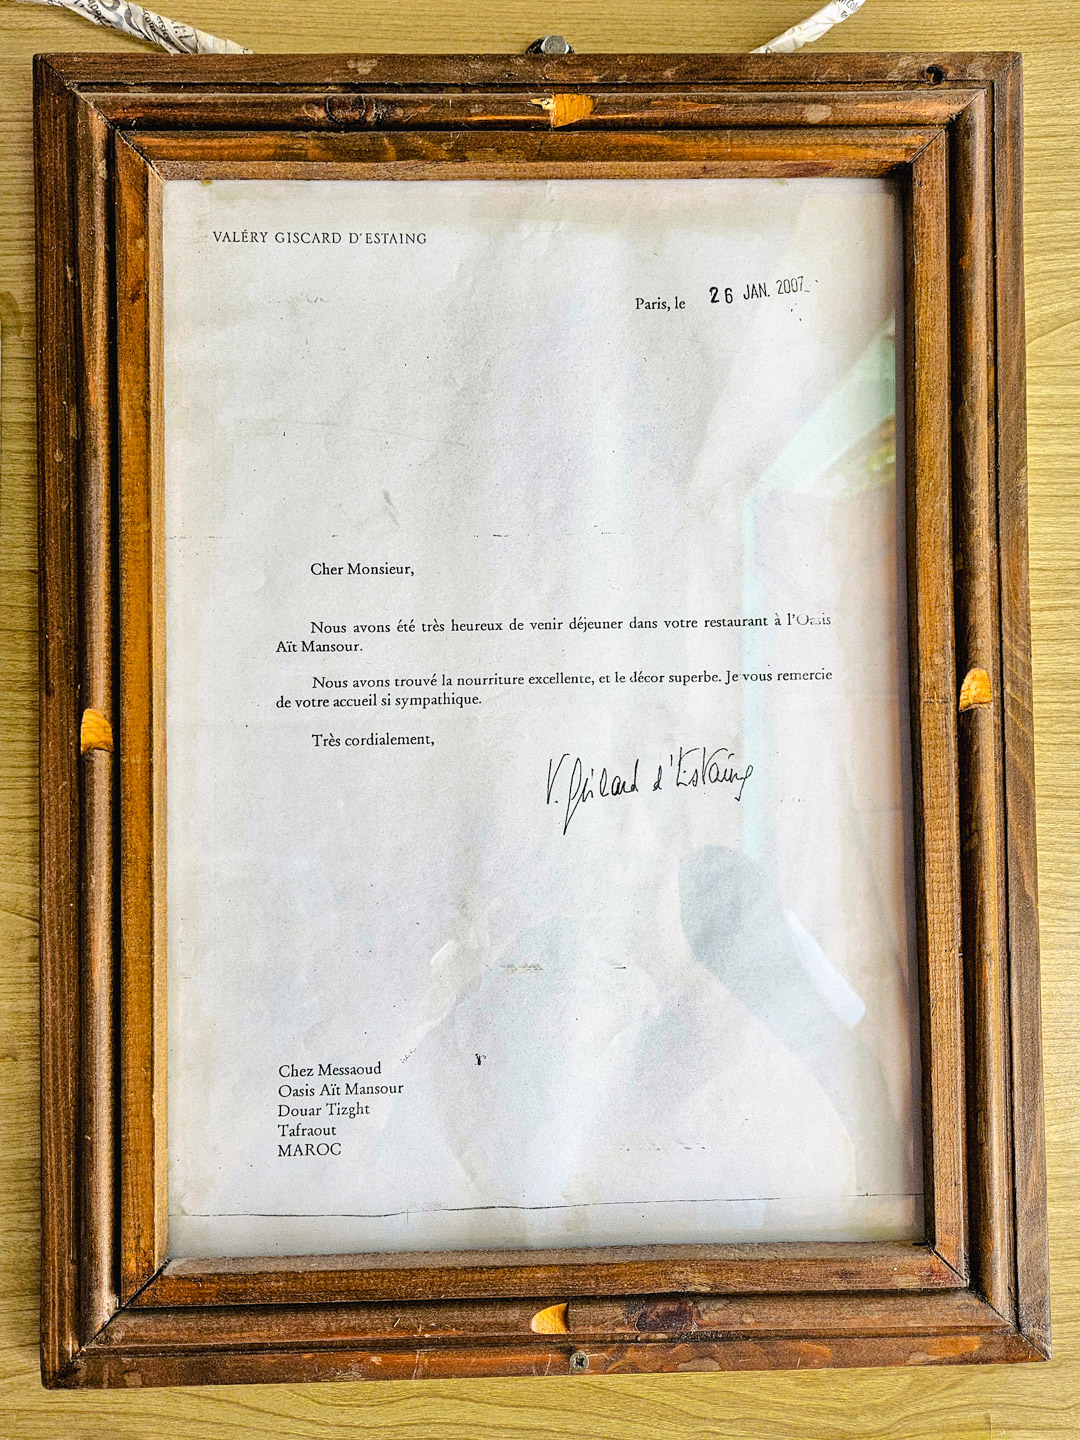 VALÉRY GISCARD D'ESTAING
Paris, le 26 JAN. 2007
Cher Monsieur,
Nous avons été très heureux de venir déjeuner dans votre restaurant à l'Oasis
Aït Mansour.
Nous avons trouvé la nourriture excellente, et le décor superbe. Je vous remercie
de votre accueil si sympathique.
Très cordialement,
V. Giscard d'Estaing
Chez Messaoud
Oasis Aït Mansour
Douar Tizght
Tafraout
MAROC